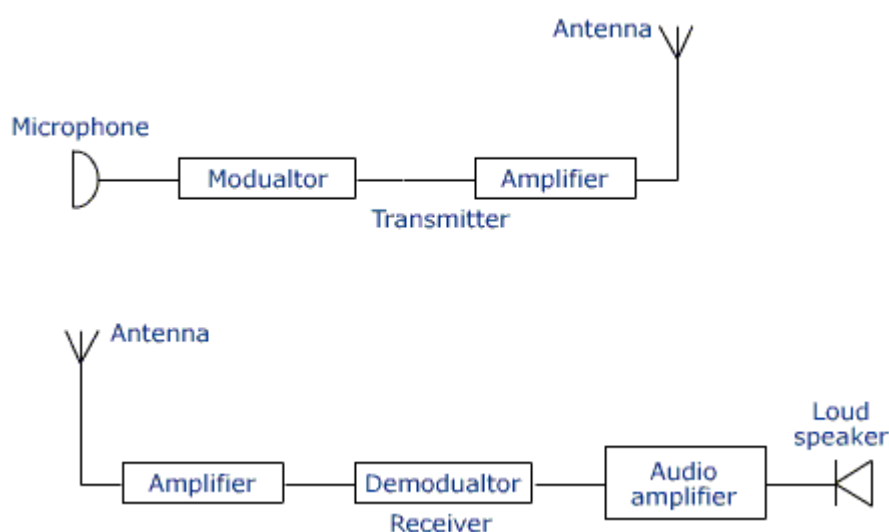 Antenna
Microphone
Modualtor
Amplifier
Transmitter
Antenna
Loud
speaker
Amplifier
Demodualtor
Audio
amplifier
Receiver